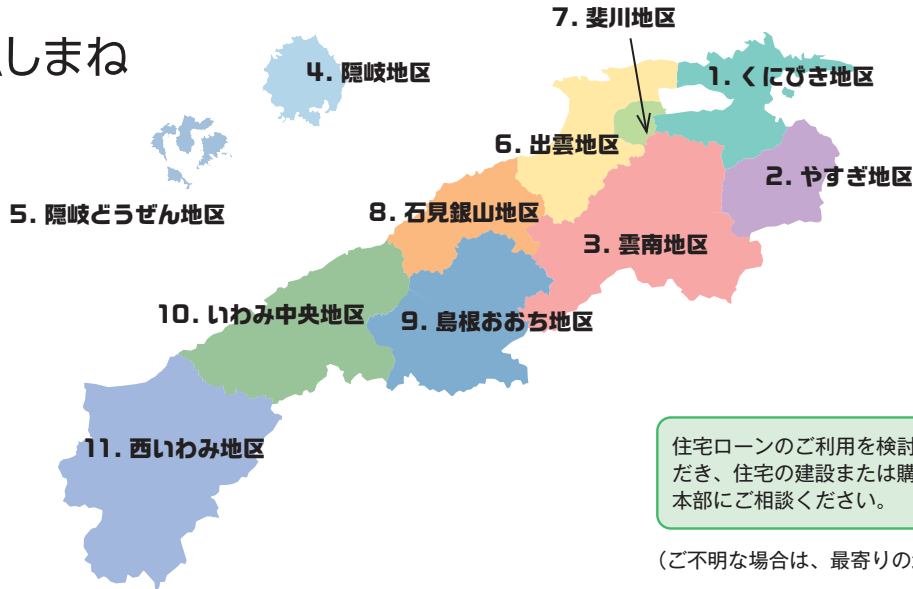 しまね
7. 斐川地区
1. くにびき地区
4. 隠岐地区
6. 出雲地区
2. やすぎ地区
5. 隠岐どうぜん地区
8. 石見銀山地区
3. 雲南地区
10. いわみ中央地区
9. 島根おおち地区
11. 西いわみ地区
住宅ローンのご利用を検討
だき、住宅の建設または購
本部にご相談ください。
(ご不明な場合は、最寄りの